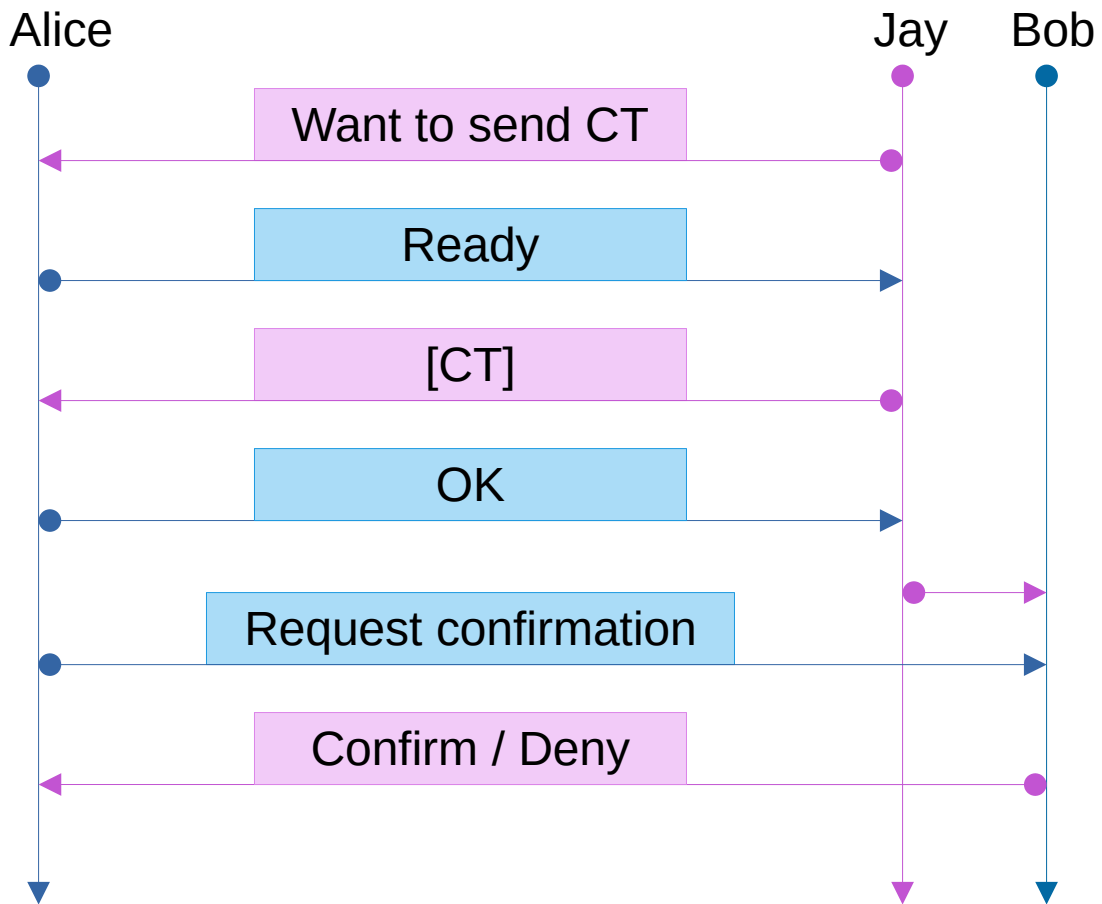 Alice
Jay
Bob
Want to send CT
Ready
[CT]
OK
Request confirmation
Confirm / Deny